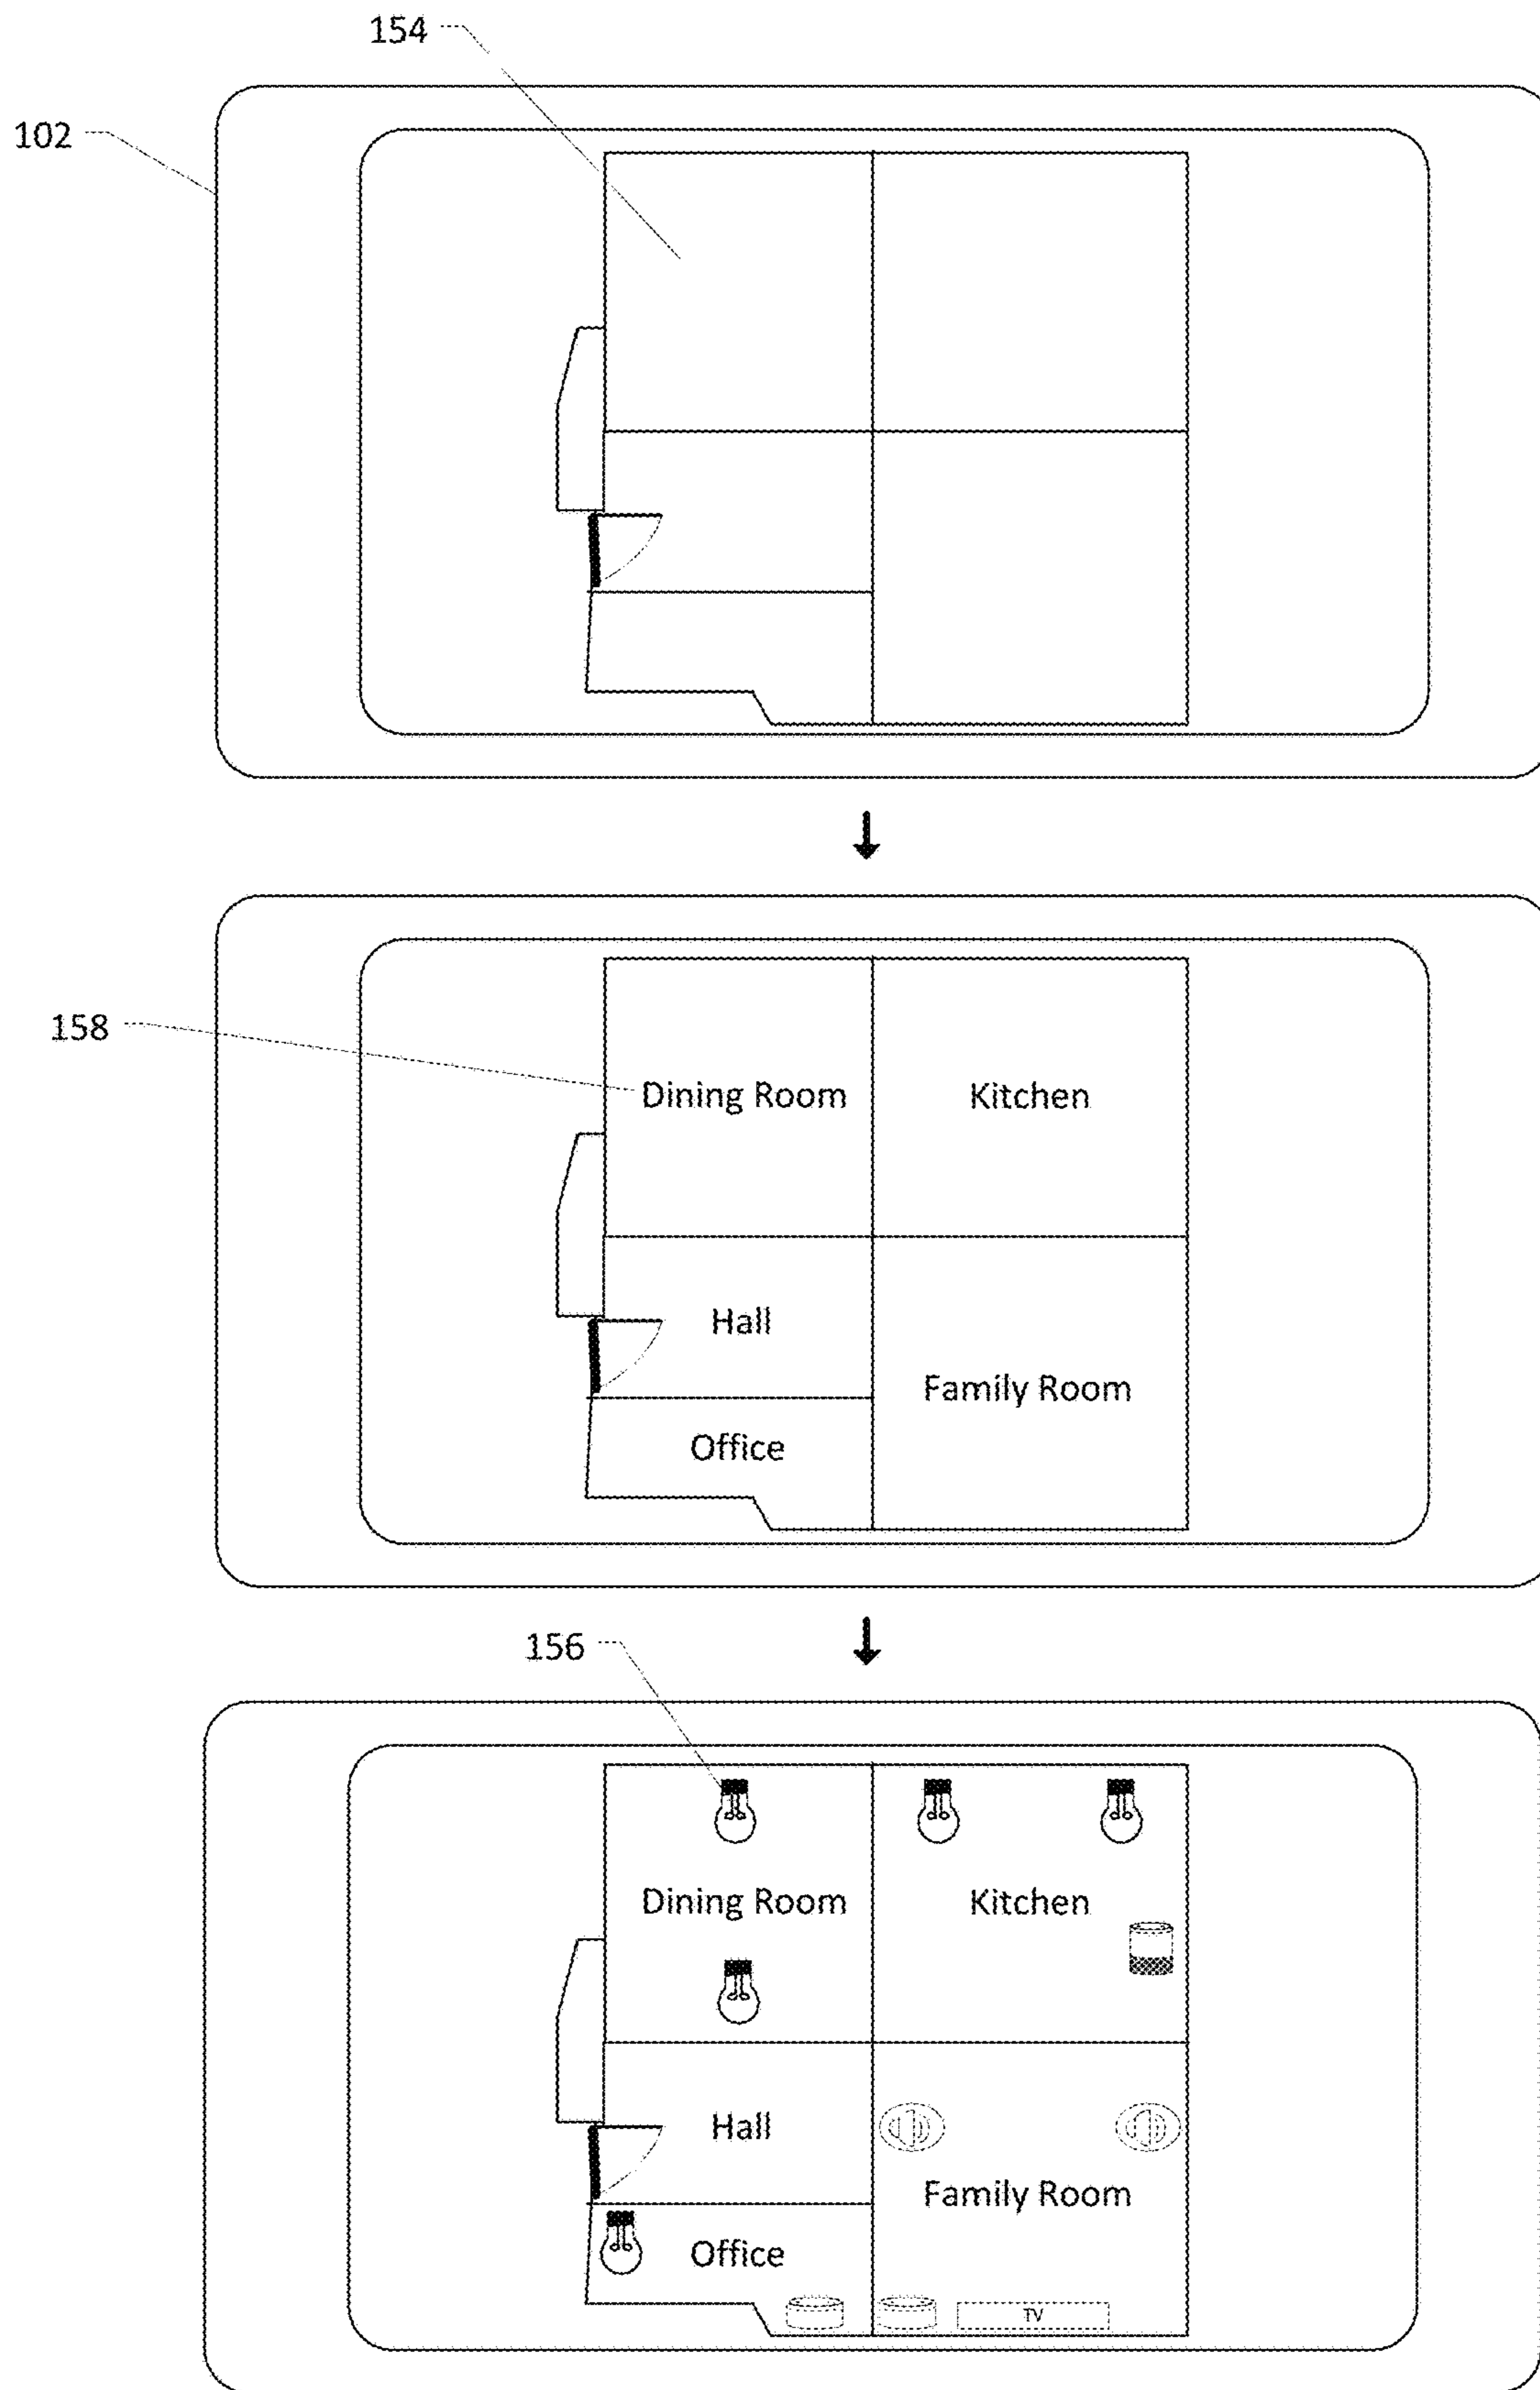 154
102
158
Dining Room
Kitchen
Hall
Family Room
Office
156
Dining Room
Kitchen
Hall
Family Room
Office
TV